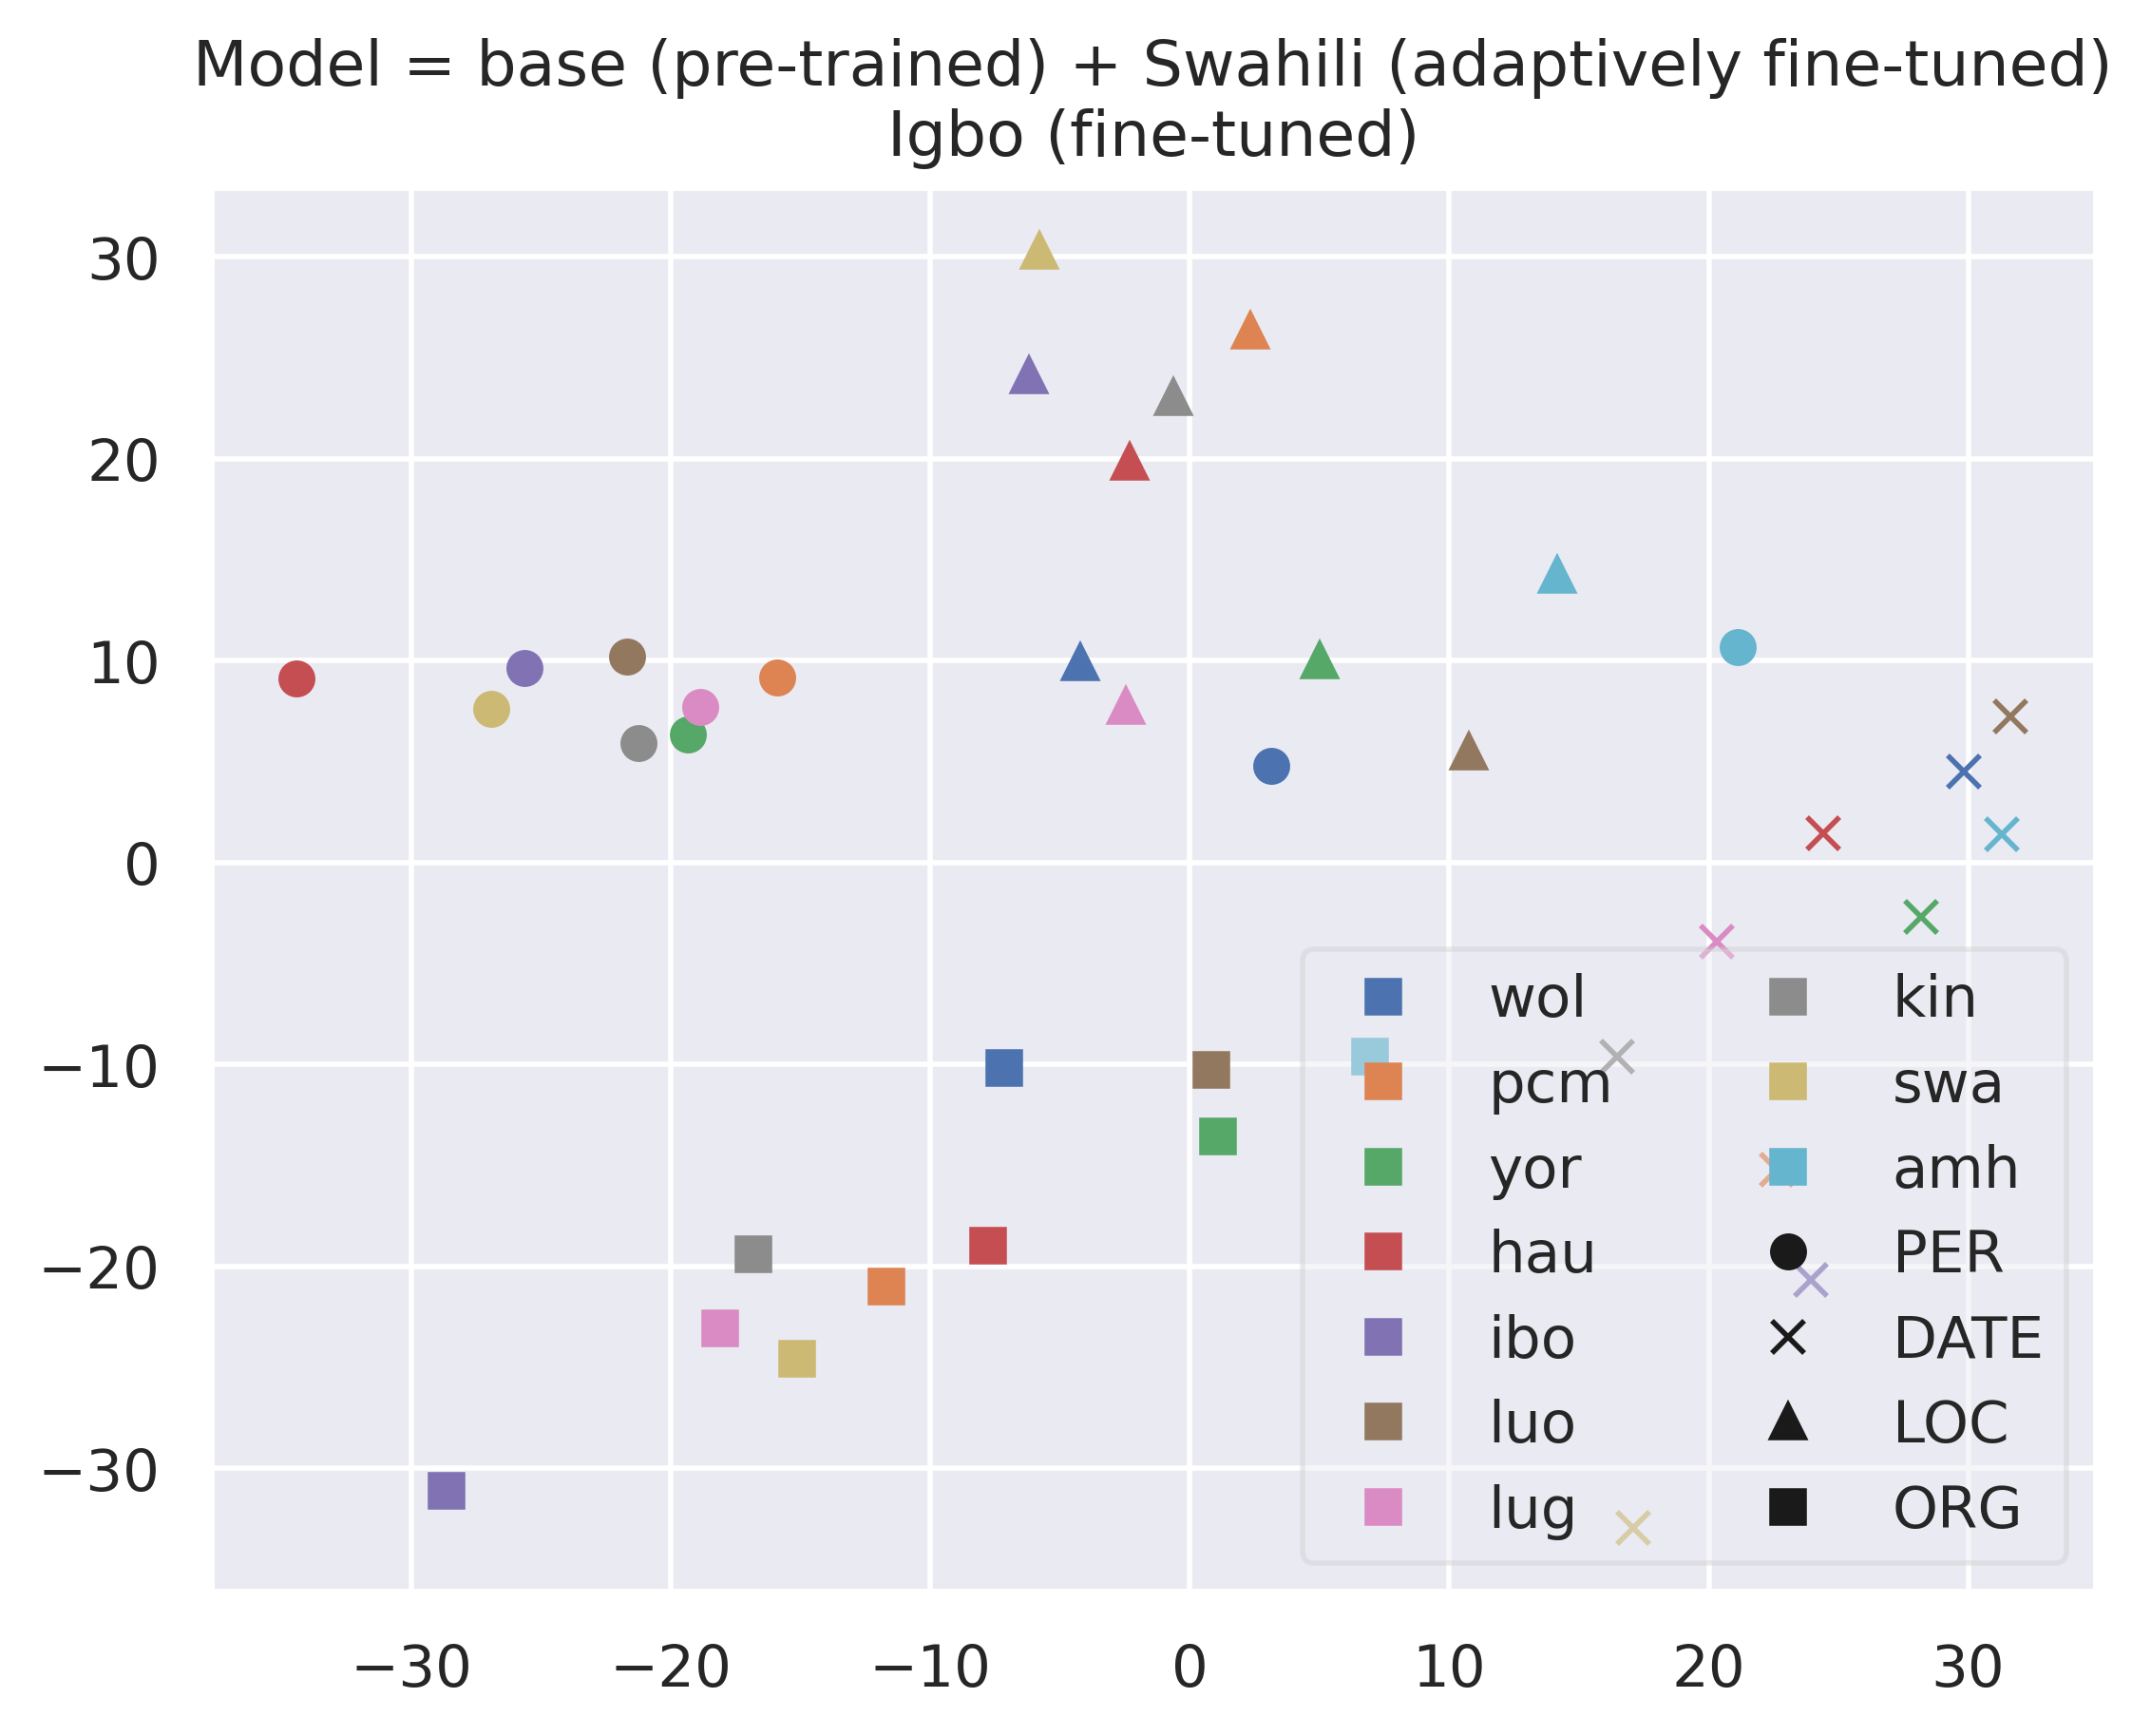 Model = base (pre-trained) + Swahili (adaptively fine-tuned)
Igbo (fine-tuned)
30
20
10
0
−10
−20
−30
−30
−20
−10
0
10
20
30
wol
pcm
yor
hau
ibo
luo
lug
kin
swa
amh
PER
DATE
LOC
ORG